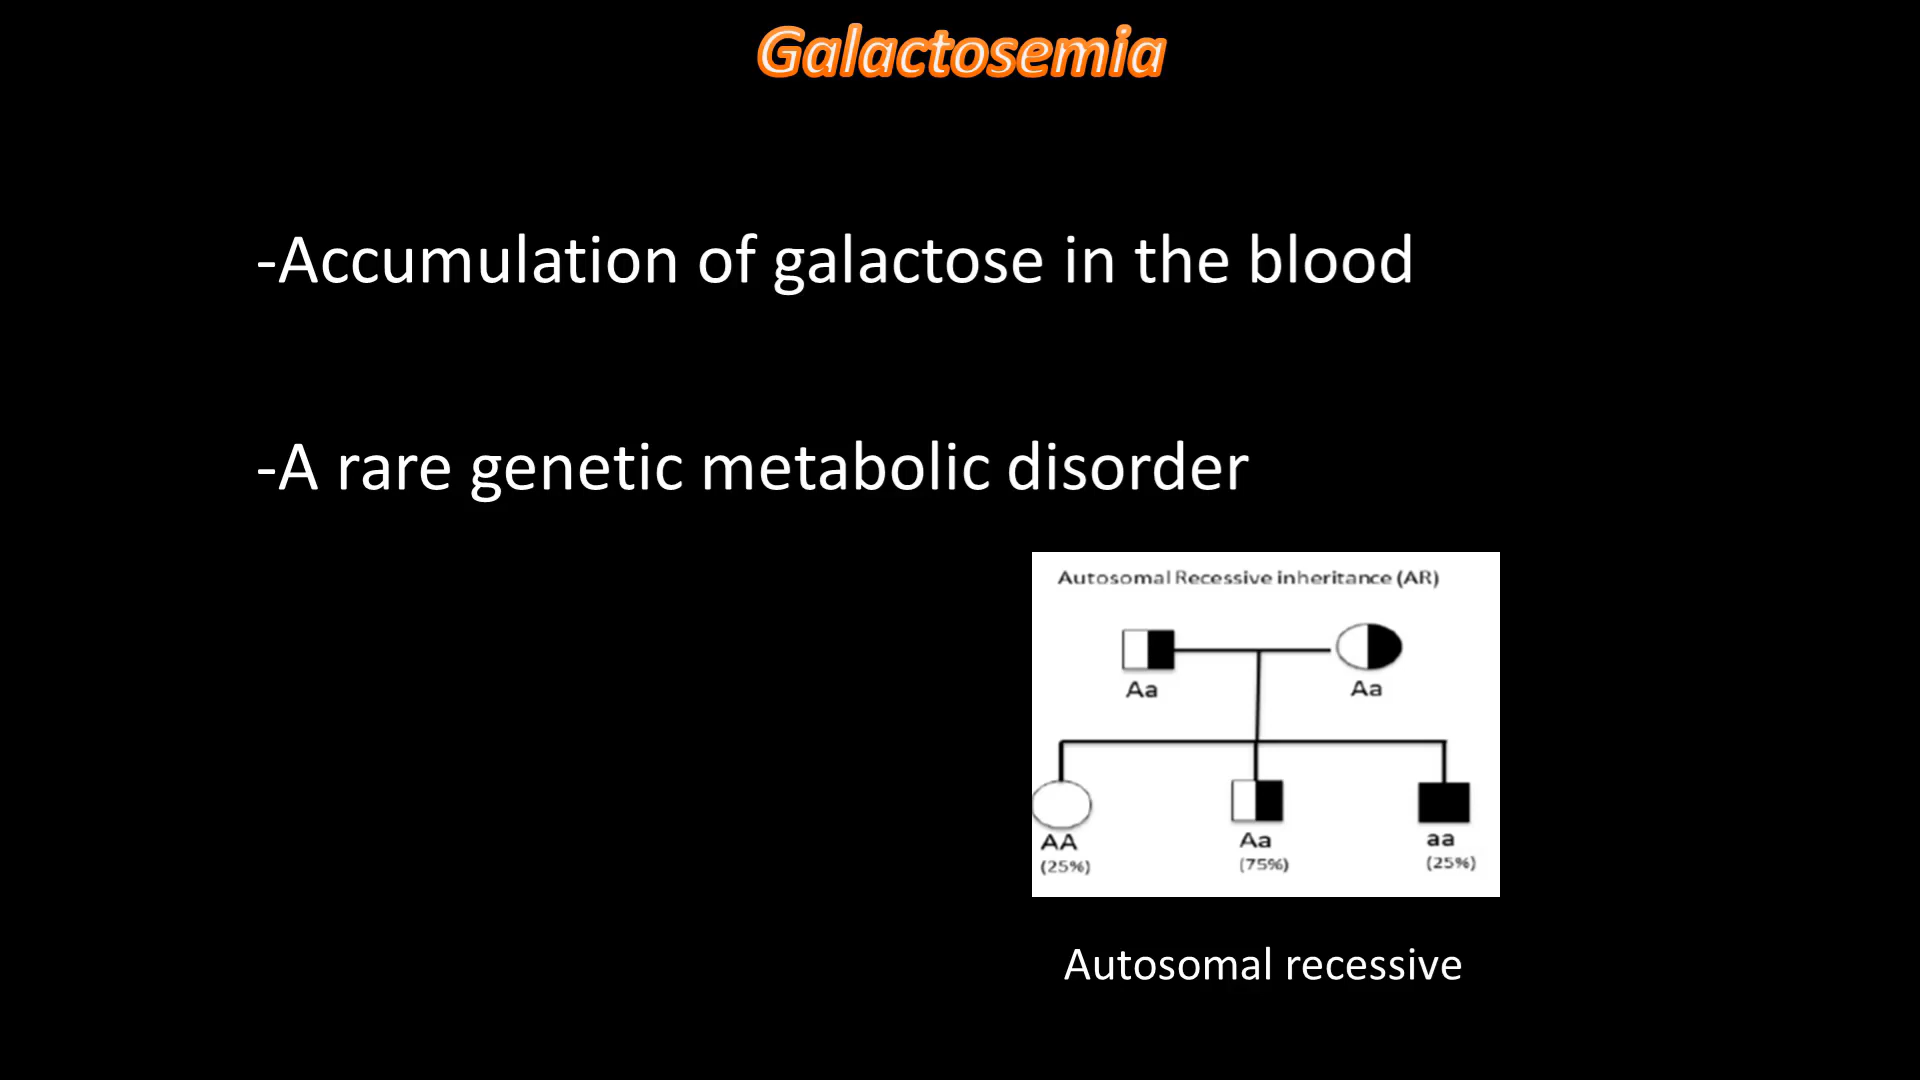 Galactosemia
-Accumulation of galactose in the blood
-A rare genetic metabolic disorder
Autosomal Recessive inheritance (AR)
Aa Aa
AA Aa aa
(25%) (75%) (25%)
Autosomal recessive